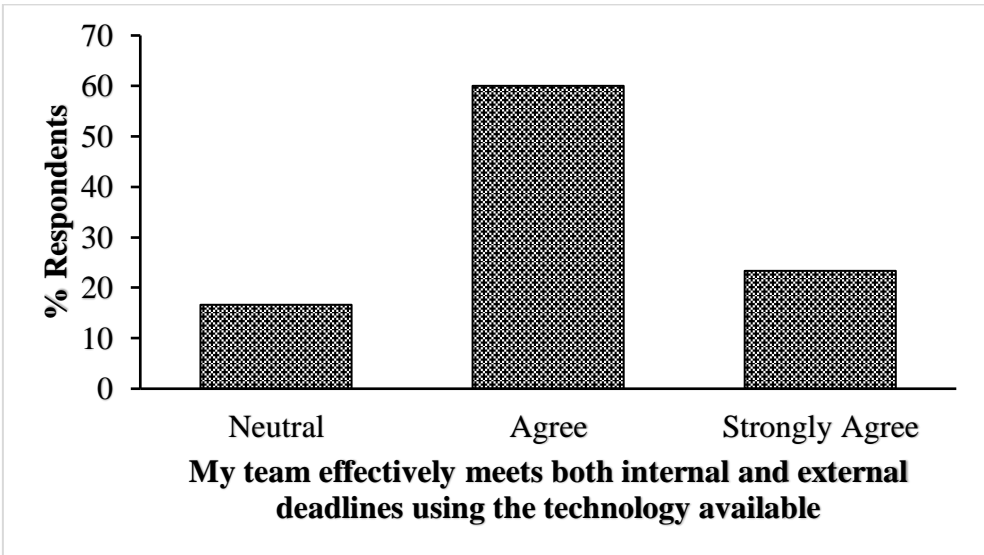 70
60
50
40
30
20
10
0
% Respondents
Neutral Agree Strongly Agree
My team effectively meets both internal and external
deadlines using the technology available